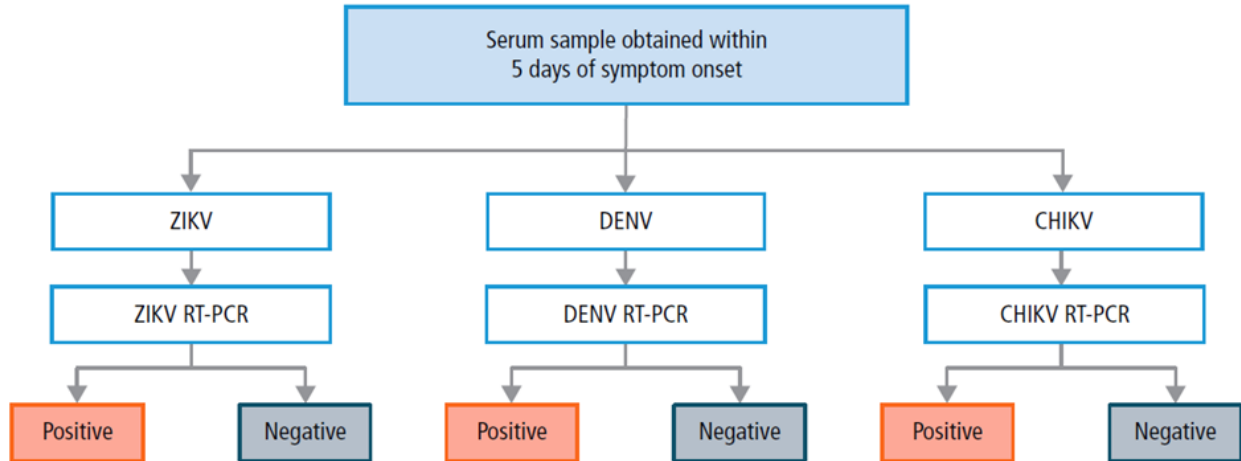 Serum sample obtained within
5 days of symptom onset
ZIKV
DENV
CHIKV
ZIKV RT-PCR
DENV RT-PCR
CHIKV RT-PCR
Positive
Negative
Positive
Negative
Positive
Negative